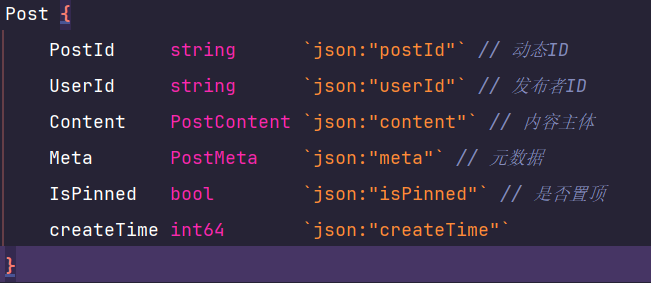 Post {
PostId string `json:"postId"` // 动态ID
UserId string `json:"userId"` // 发布者ID
Content PostContent `json:"content"` // 内容主体
Meta PostMeta `json:"meta"` // 元数据
IsPinned bool `json:"isPinned"` // 是否置顶
createTime int64 `json:"createTime"`
}